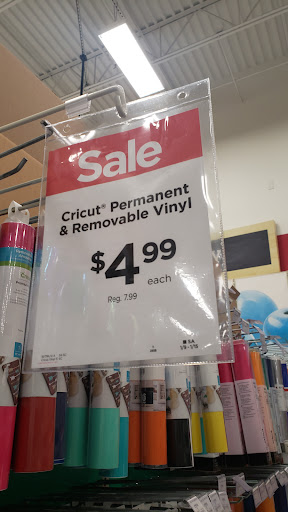 Sale
Cricut® Permanent
& Removable Vinyl
$4.99
each
Reg. 7.99